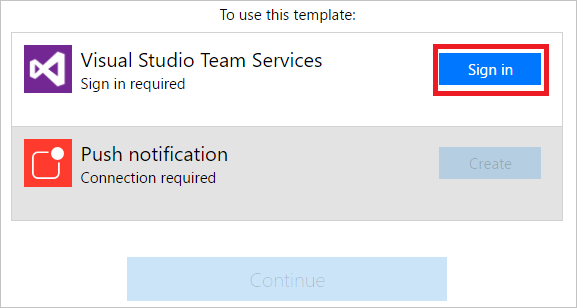 To use this template:
Visual Studio Team Services
Sign in required
Sign in
Push notification
Connection required
Create
Continue